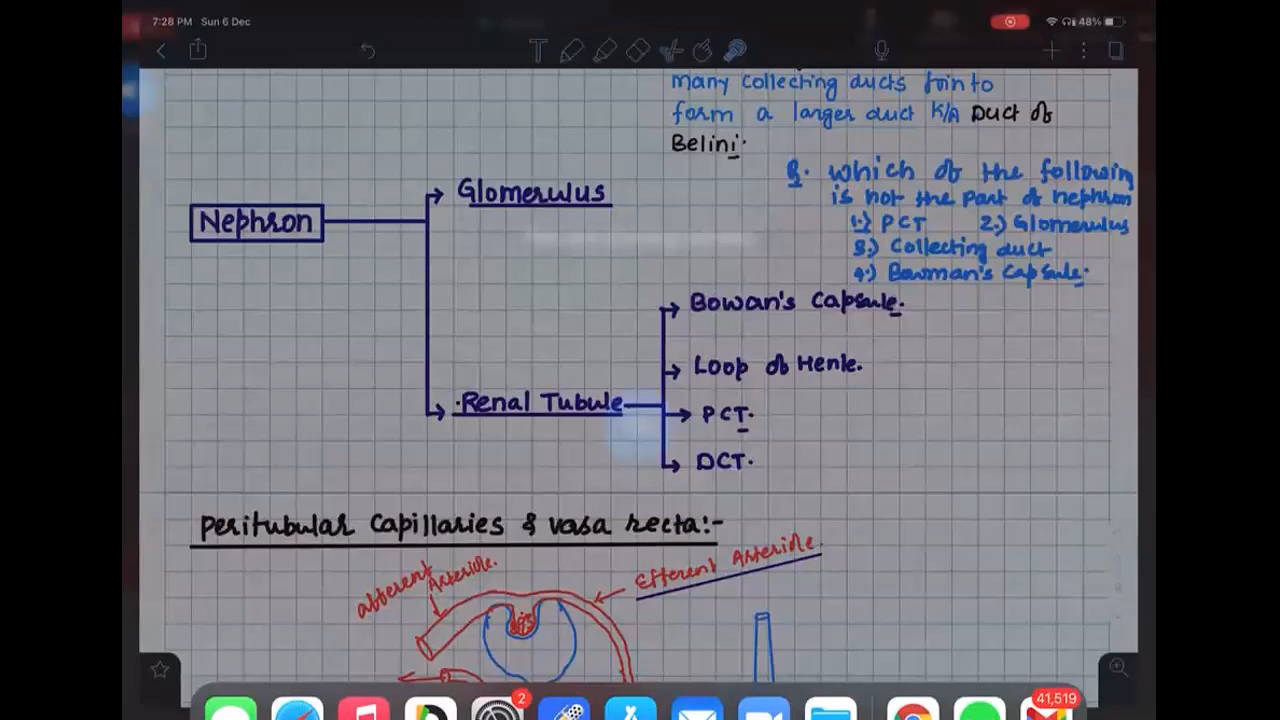 7:28 PM Sun 6 Dec
48%
many collecting ducts Join to
form a larger duct K/A Duct of
Belini.
Q. which of the following
is not the part of nephron
1.) PCT 2.) Glomerulus
3.) Collecting duct
4.) Bowman's Capsule.
Nephron
Glomerulus
Renal Tubule
Bowan's Capsule.
Loop of Henle.
PCT.
DCT.
Peritubular Capillaries & vasa recta:-
afferent Arteriole.
Efferent Arteriole.
2
41,519